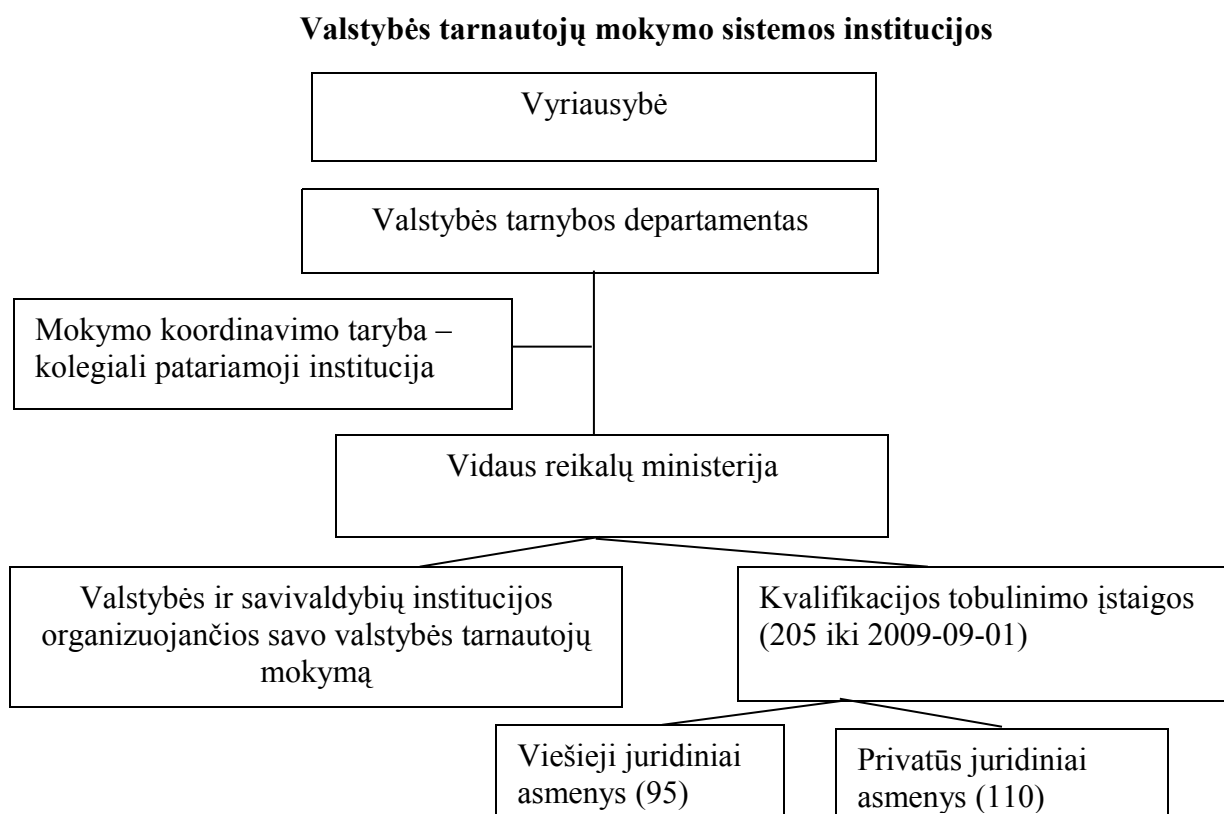 Valstybės tarnautojų mokymo sistemos institucijos
Vyriausybė
Valstybės tarnybos departamentas
Mokymo koordinavimo taryba –
kolegiali patariamoji institucija
Vidaus reikalų ministerija
Valstybės ir savivaldybių institucijos
organizuojančios savo valstybės tarnautojų
mokymą
Kvalifikacijos tobulinimo įstaigos
(205 iki 2009-09-01)
Viešieji juridiniai
asmenys (95)
Privatūs juridiniai
asmenys (110)